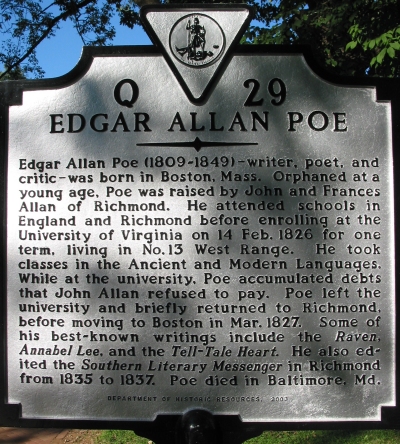 Q 29
EDGAR ALLAN POE
Edgar Allan Poe (1809-1849)-writer, poet, and
critic-was born in Boston, Mass. Orphaned at a
young age, Poe was raised by John and Frances
Allan of Richmond. He attended schools in
England and Richmond before enrolling at the
University of Virginia on 14 Feb. 1826 for one
term, living in No. 13 West Range. He took
classes in the Ancient and Modern Languages.
While at the university, Poe accumulated debts
that John Allan refused to pay. Poe left the
university and briefly returned to Richmond,
before moving to Boston in Mar. 1827. Some of
his best-known writings include the Raven,
Annabel Lee, and the Tell-Tale Heart. He also ed-
ited the Southern Literary Messenger in Richmond
from 1835 to 1837. Poe died in Baltimore, Md.
DEPARTMENT OF HISTORIC RESOURCES, 2003